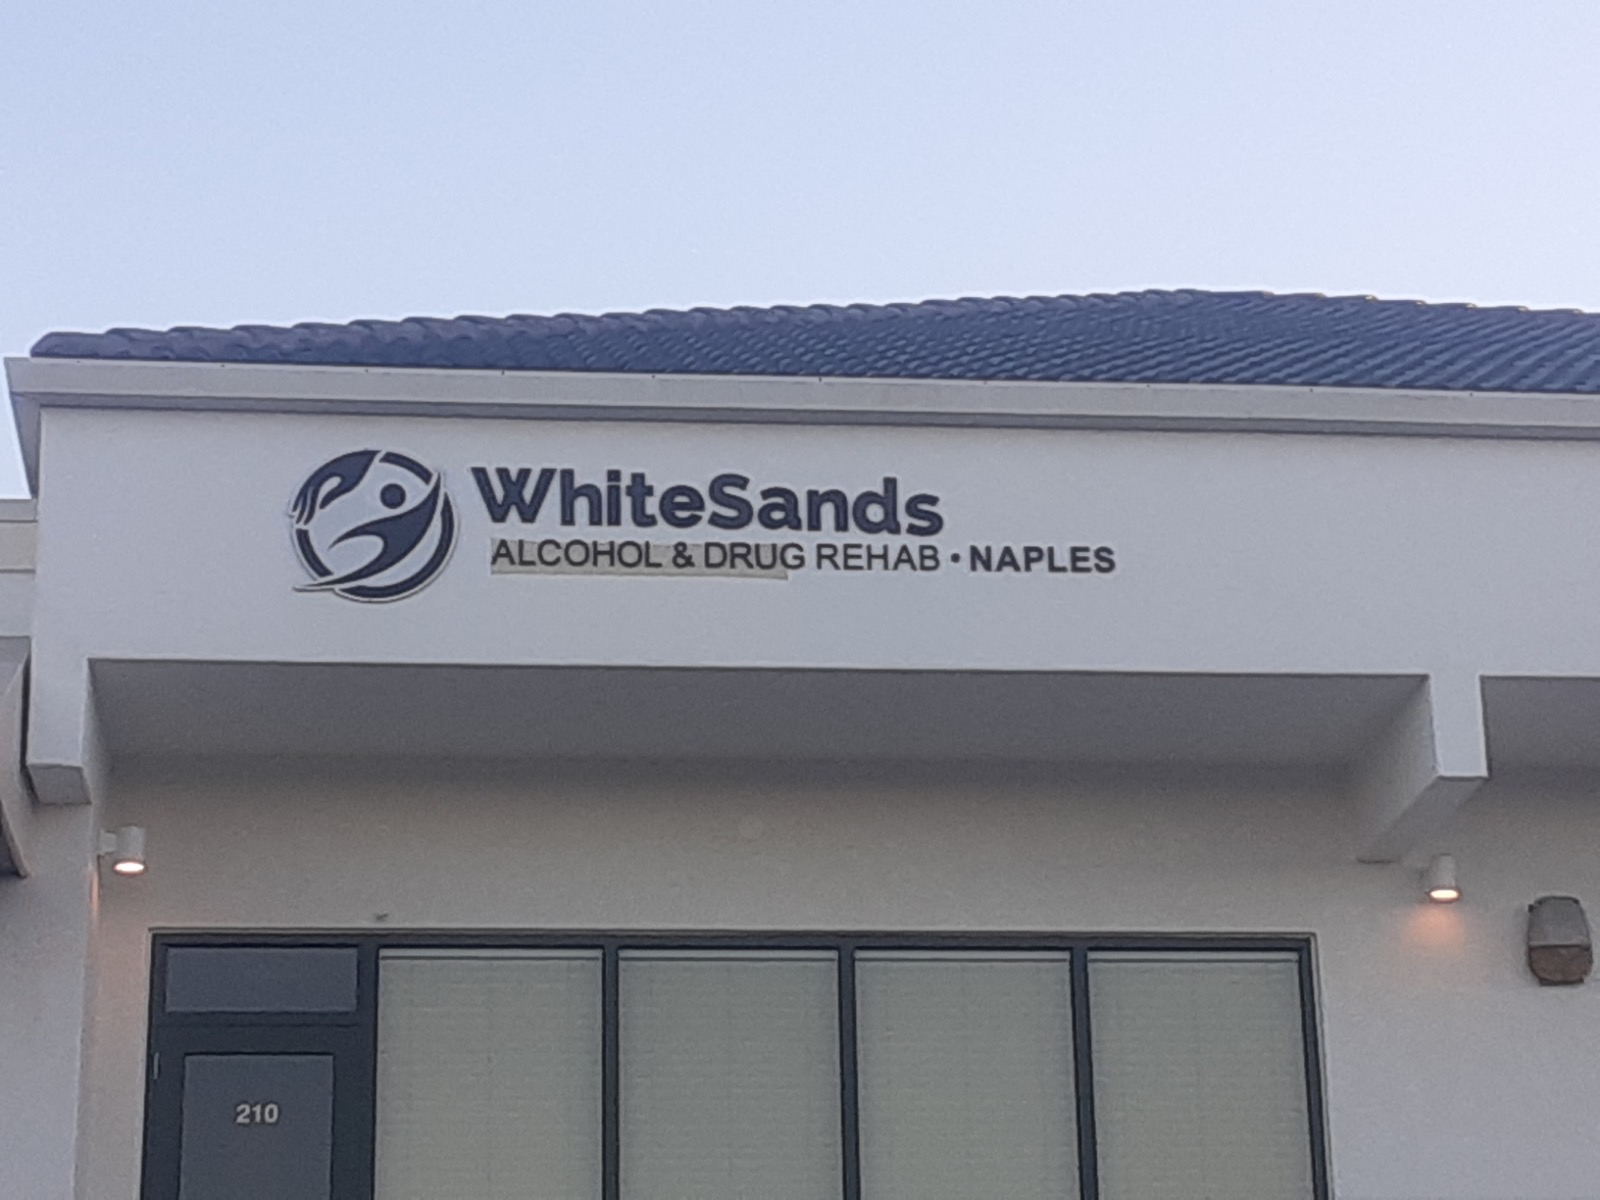 WhiteSands
ALCOHOL & DRUG REHAB • NAPLES
210